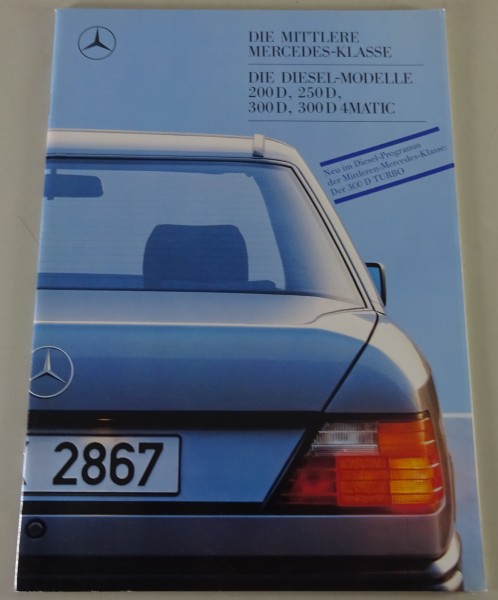 DIE MITTLERE
MERCEDES-KLASSE
DIE DIESEL-MODELLE
200 D, 250 D,
300 D, 300 D 4MATIC
Neu im Diesel-Programm
der Mittleren-Mercedes-Klasse:
Der 300 D TURBO
2867